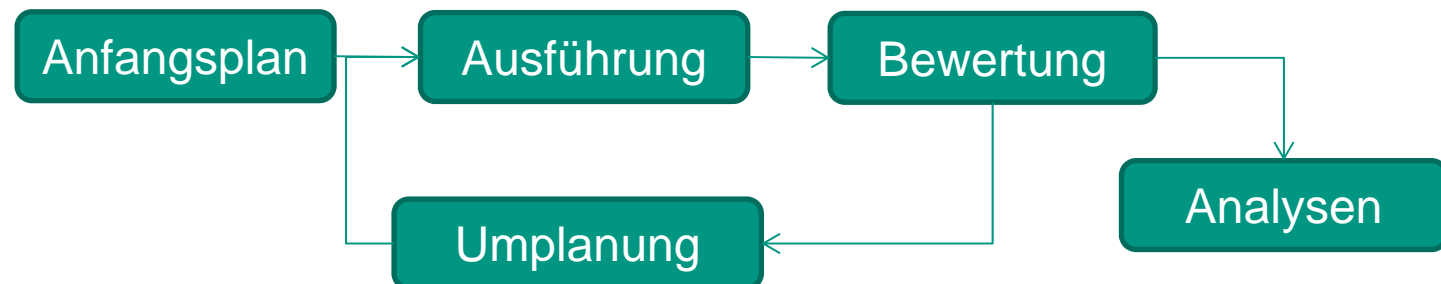 Anfangsplan
Ausführung
Bewertung
Analysen
Umplanung